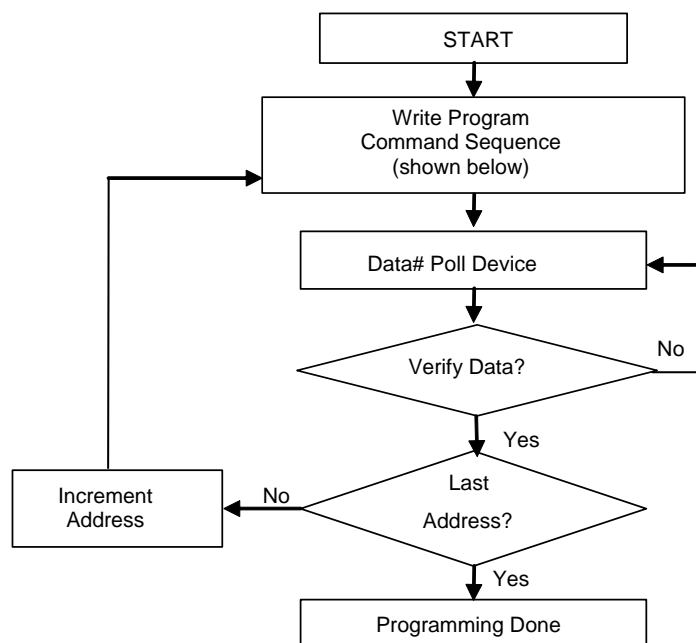 START
Write Program
Command Sequence
(shown below)
Data# Poll Device
Verify Data?
No
Yes
Last
Address?
No
Increment
Address
Yes
Programming Done